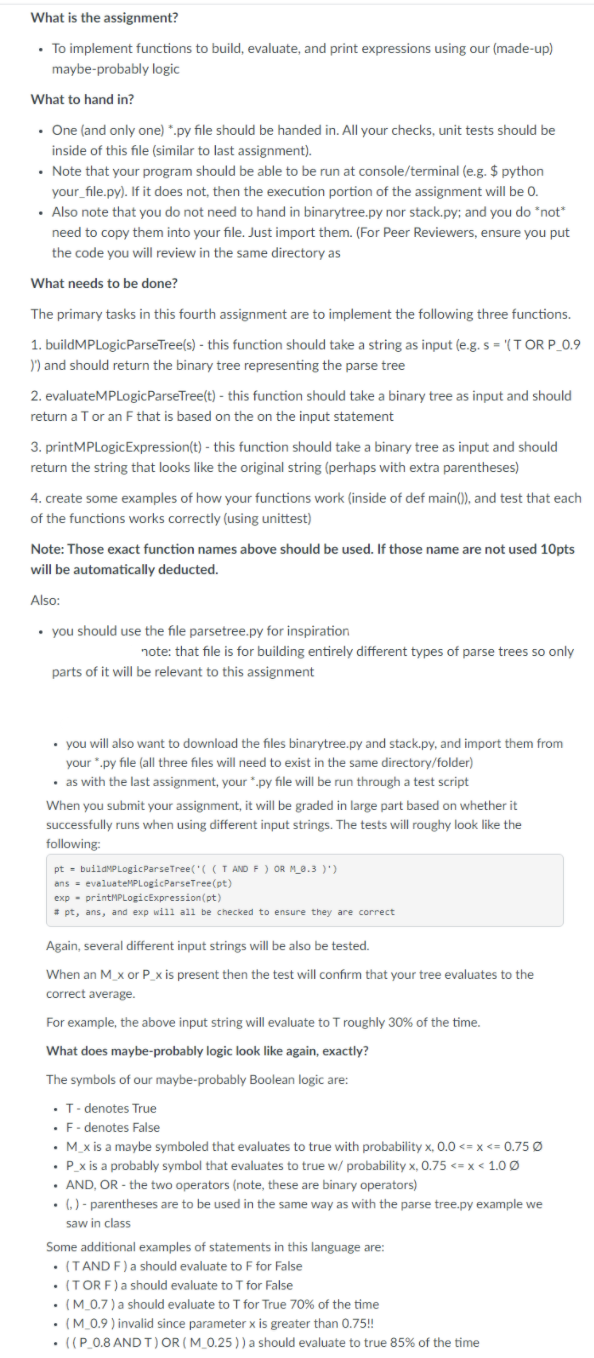 What is the assignment?
• To implement functions to build, evaluate, and print expressions using our (made-up)
maybe-probably logic
What to hand in?
• One (and only one) *.py file should be handed in. All your checks, unit tests should be
inside of this file (similar to last assignment).
• Note that your program should be able to be run at console/terminal (e.g. $ python
your_file.py). If it does not, then the execution portion of the assignment will be 0.
• Also note that you do not need to hand in binarytree.py nor stack.py; and you do *not*
need to copy them into your file. Just import them. (For Peer Reviewers, ensure you put
the code you will review in the same directory as
What needs to be done?
The primary tasks in this fourth assignment are to implement the following three functions.
1. buildMPLogicParseTree(s) - this function should take a string as input (e.g. s = '( T OR P_0.9
)') and should return the binary tree representing the parse tree
2. evaluateMPLogicParseTree(t) - this function should take a binary tree as input and should
return a T or an F that is based on the on the input statement
3. printMPLogicExpression(t) - this function should take a binary tree as input and should
return the string that looks like the original string (perhaps with extra parentheses)
4. create some examples of how your functions work (inside of def main()), and test that each
of the functions works correctly (using unittest)
Note: Those exact function names above should be used. If those name are not used 10pts
will be automatically deducted.
Also:
• you should use the file parsetree.py for inspiration
note: that file is for building entirely different types of parse trees so only
parts of it will be relevant to this assignment
• you will also want to download the files binarytree.py and stack.py, and import them from
your *.py file (all three files will need to exist in the same directory/folder)
• as with the last assignment, your *.py file will be run through a test script
When you submit your assignment, it will be graded in large part based on whether it
successfully runs when using different input strings. The tests will roughy look like the
following:
pt = buildMPLogicParseTree('( ( T AND F ) OR M_0.3 )')
ans = evaluateMPLogicParseTree(pt)
exp = printMPLogicExpression(pt)
# pt, ans, and exp will all be checked to ensure they are correct
Again, several different input strings will be also be tested.
When an M_x or P_x is present then the test will confirm that your tree evaluates to the
correct average.
For example, the above input string will evaluate to T roughly 30% of the time.
What does maybe-probably logic look like again, exactly?
The symbols of our maybe-probably Boolean logic are:
• T - denotes True
• F - denotes False
• M_x is a maybe symboled that evaluates to true with probability x, 0.0 <= x <= 0.75 Ø
• P_x is a probably symbol that evaluates to true w/ probability x, 0.75 <= x < 1.0 Ø
• AND, OR - the two operators (note, these are binary operators)
• (, ) - parentheses are to be used in the same way as with the parse tree.py example we
saw in class
Some additional examples of statements in this language are:
• ( T AND F ) a should evaluate to F for False
• ( T OR F ) a should evaluate to T for False
• ( M_0.7 ) a should evaluate to T for True 70% of the time
• ( M_0.9 ) invalid since parameter x is greater than 0.75!!
• ( ( P_0.8 AND T ) OR ( M_0.25 ) ) a should evaluate to true 85% of the time